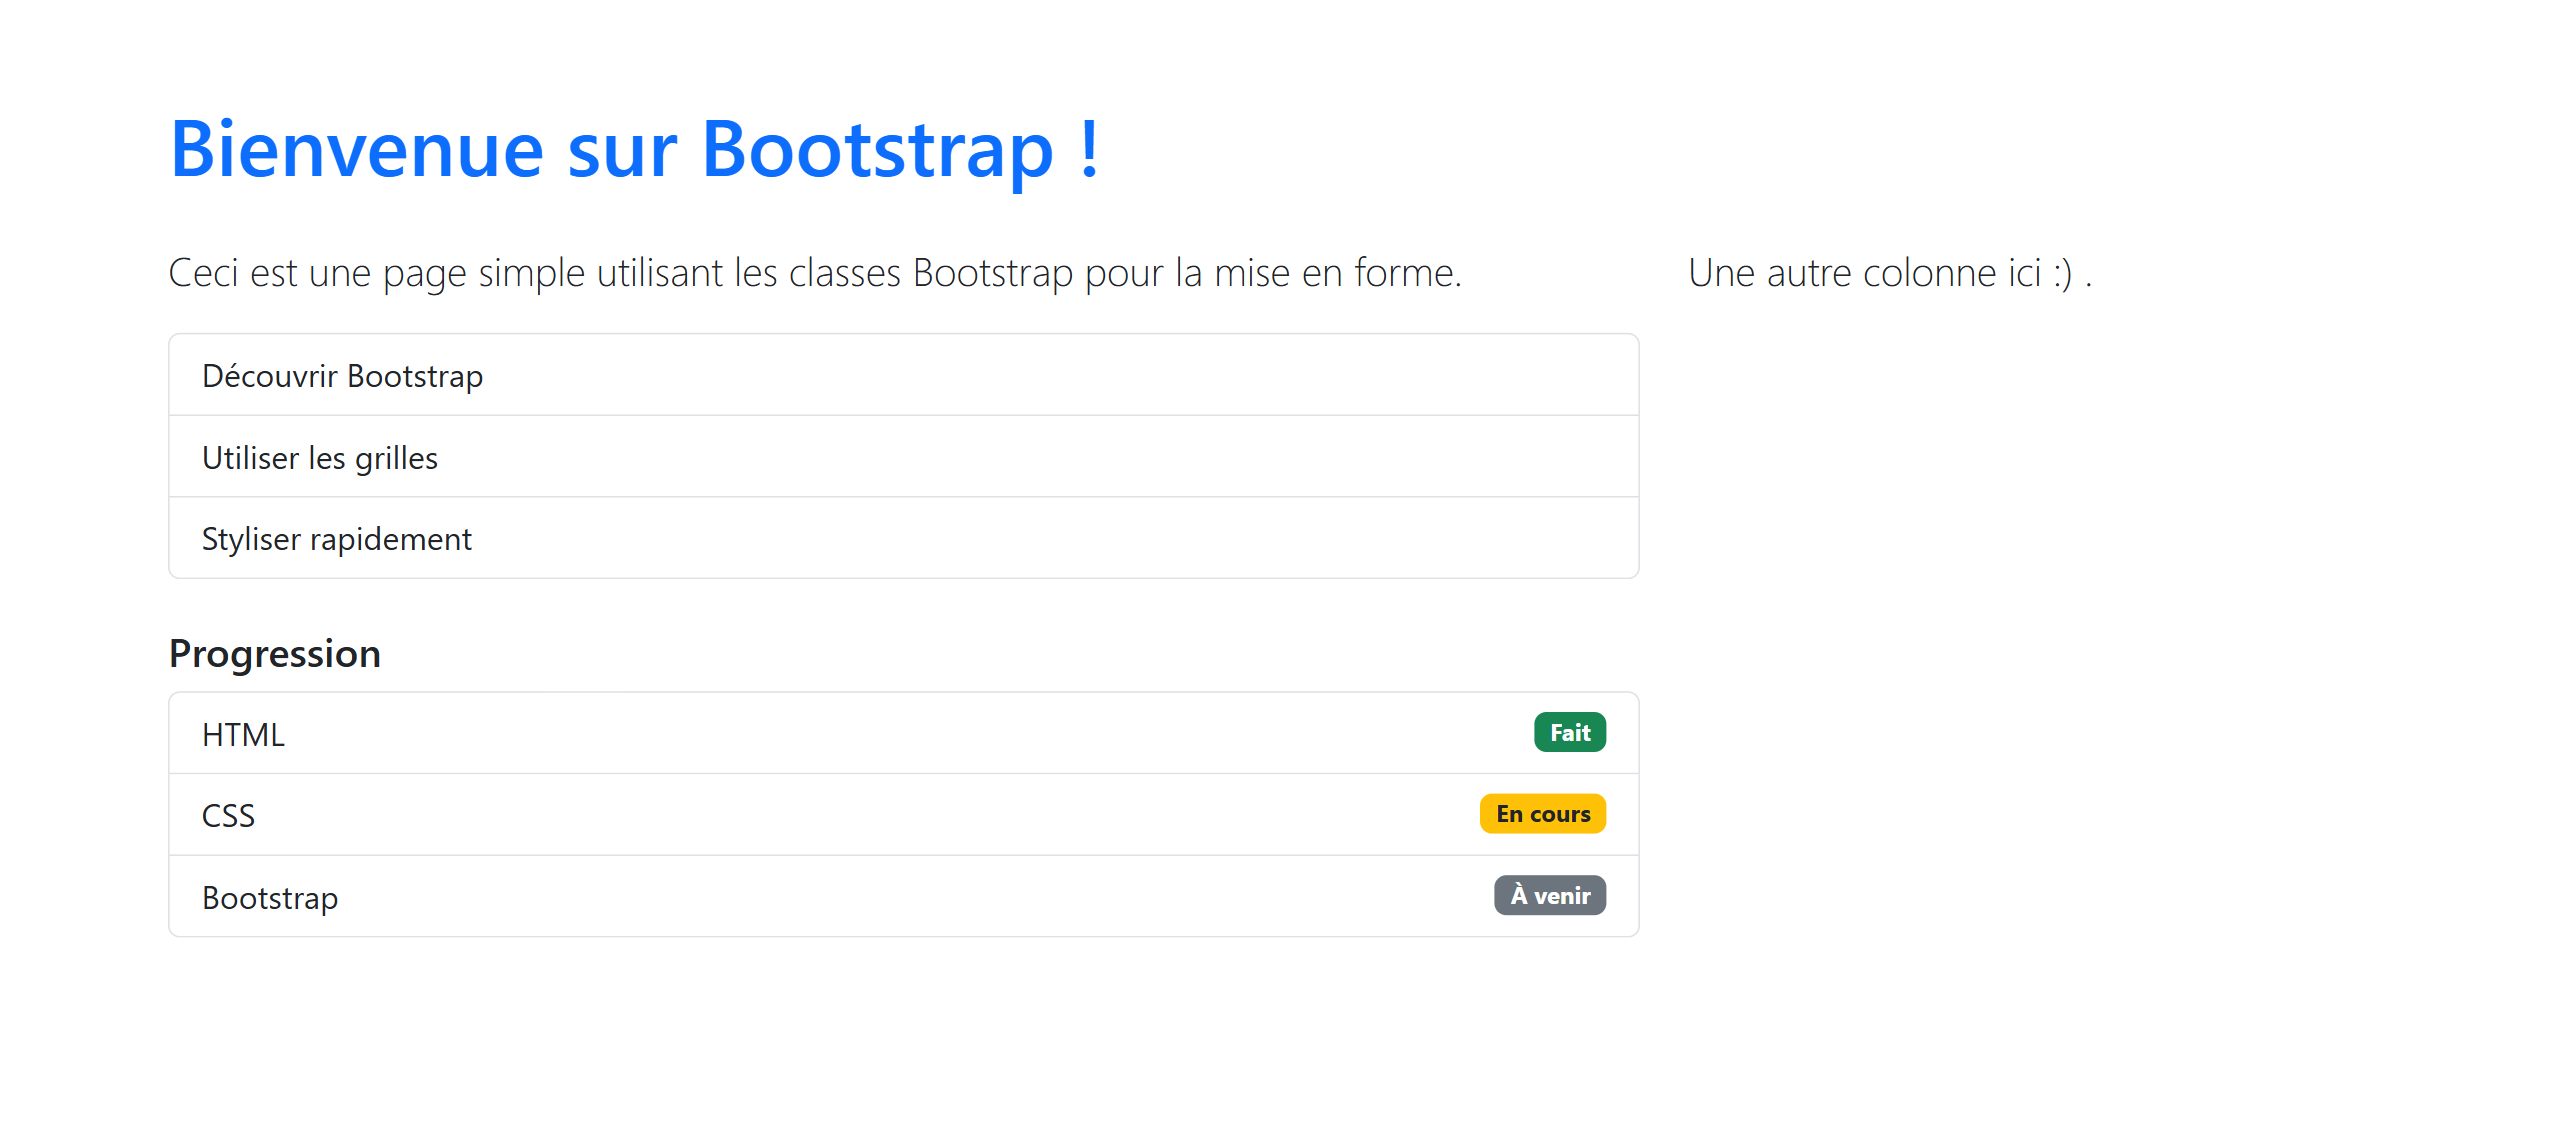 Bienvenue sur Bootstrap !
Ceci est une page simple utilisant les classes Bootstrap pour la mise en forme.
Une autre colonne ici :) .
Découvrir Bootstrap
Utiliser les grilles
Styliser rapidement
Progression
HTML Fait
CSS En cours
Bootstrap À venir